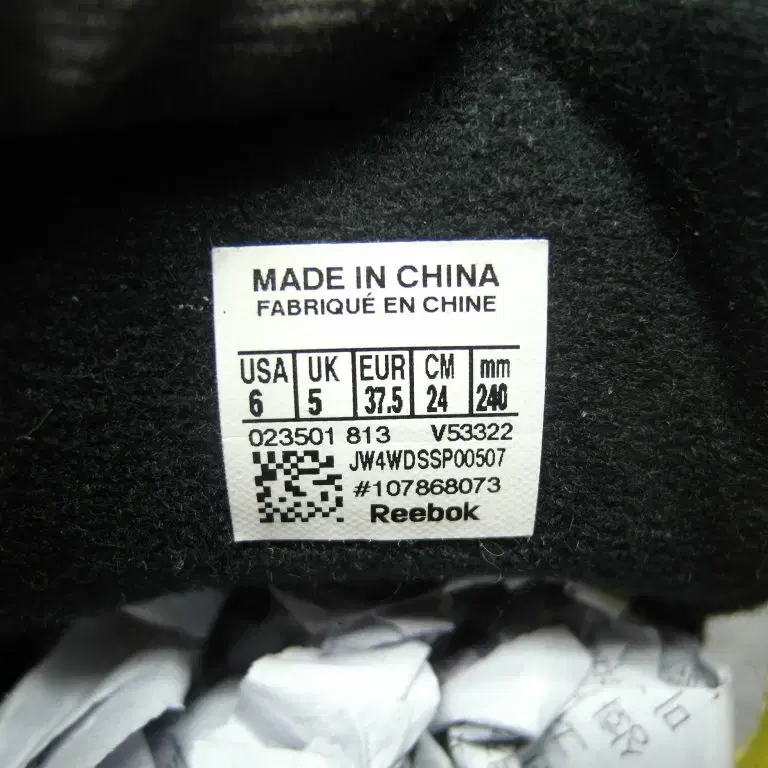 MADE IN CHINA
FABRIQUÉ EN CHINE
USA UK EUR CM mm
6 5 37.5 24 240
023501 813 V53322
JW4WDSSP00507
#107868073
Reebok